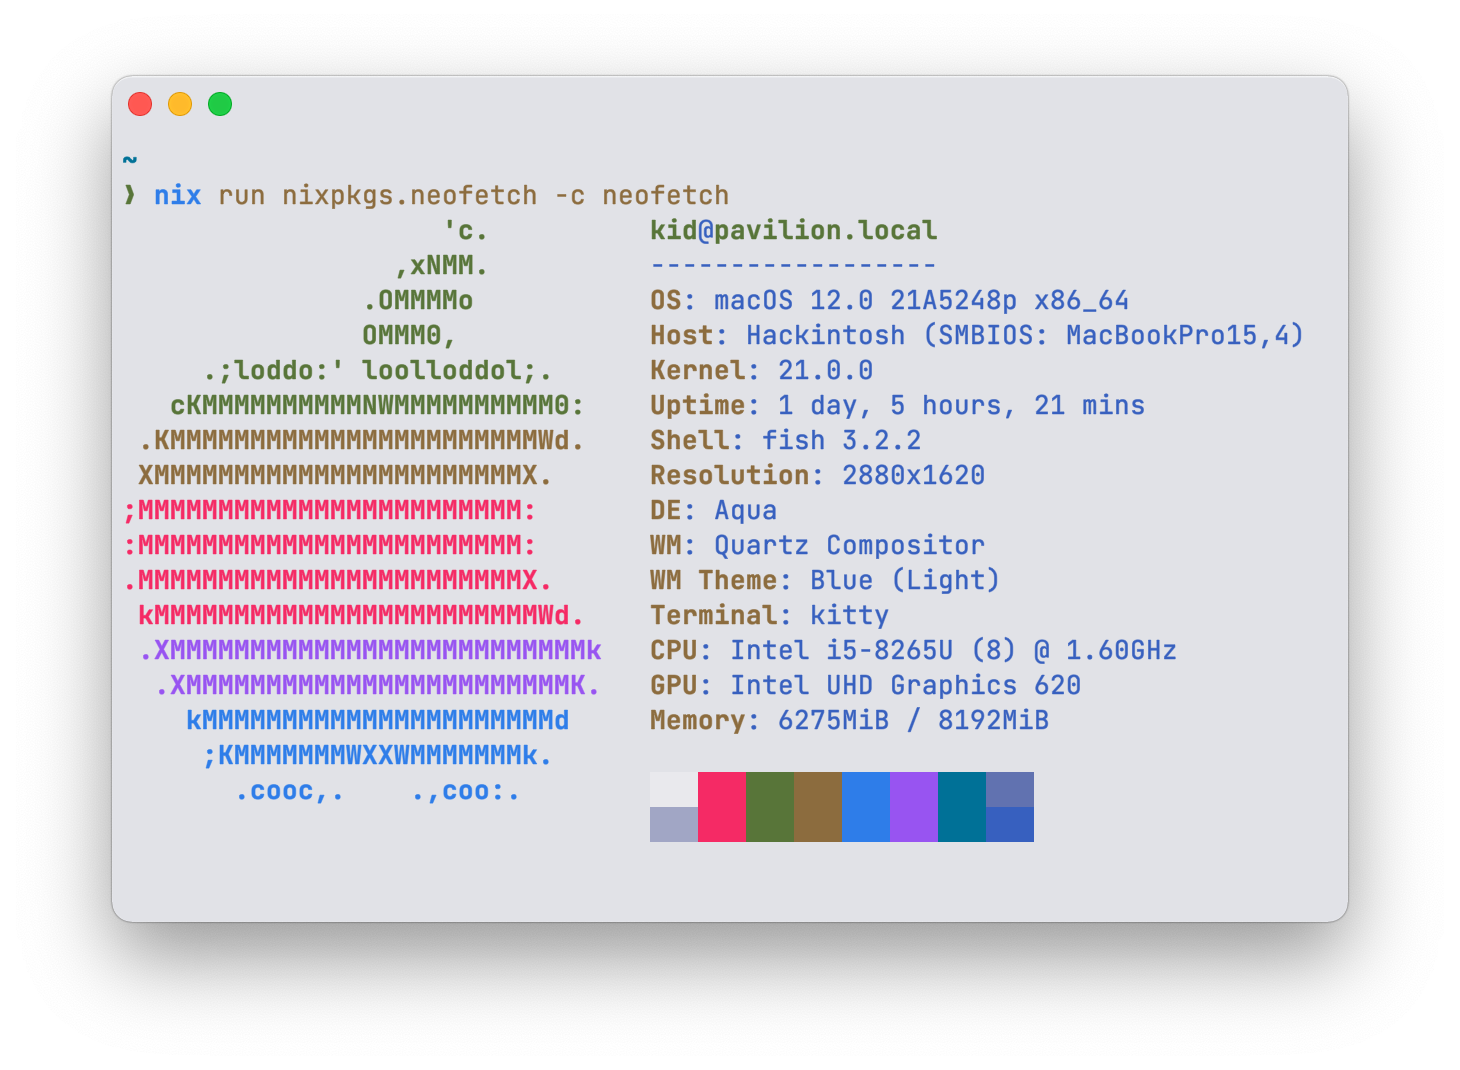 ~
❯ nix run nixpkgs.neofetch -c neofetch
                    'c.          kid@pavilion.local
                 ,xNMM.          ------------------
               .OMMMMo           OS: macOS 12.0 21A5248p x86_64
               OMMM0,            Host: Hackintosh (SMBIOS: MacBookPro15,4)
     .;loddo:' loolloddol;.      Kernel: 21.0.0
   cKMMMMMMMMMMNWMMMMMMMMMM0:    Uptime: 1 day, 5 hours, 21 mins
 .KMMMMMMMMMMMMMMMMMMMMMMMWd.    Shell: fish 3.2.2
 XMMMMMMMMMMMMMMMMMMMMMMMX.      Resolution: 2880x1620
;MMMMMMMMMMMMMMMMMMMMMMMM:       DE: Aqua
:MMMMMMMMMMMMMMMMMMMMMMMM:       WM: Quartz Compositor
.MMMMMMMMMMMMMMMMMMMMMMMMX.      WM Theme: Blue (Light)
 kMMMMMMMMMMMMMMMMMMMMMMMMWd.    Terminal: kitty
 .XMMMMMMMMMMMMMMMMMMMMMMMMMMk   CPU: Intel i5-8265U (8) @ 1.60GHz
  .XMMMMMMMMMMMMMMMMMMMMMMMMK.   GPU: Intel UHD Graphics 620
    kMMMMMMMMMMMMMMMMMMMMMMd     Memory: 6275MiB / 8192MiB
     ;KMMMMMMMWXXWMMMMMMMk.
       .cooc,.    .,coo:.